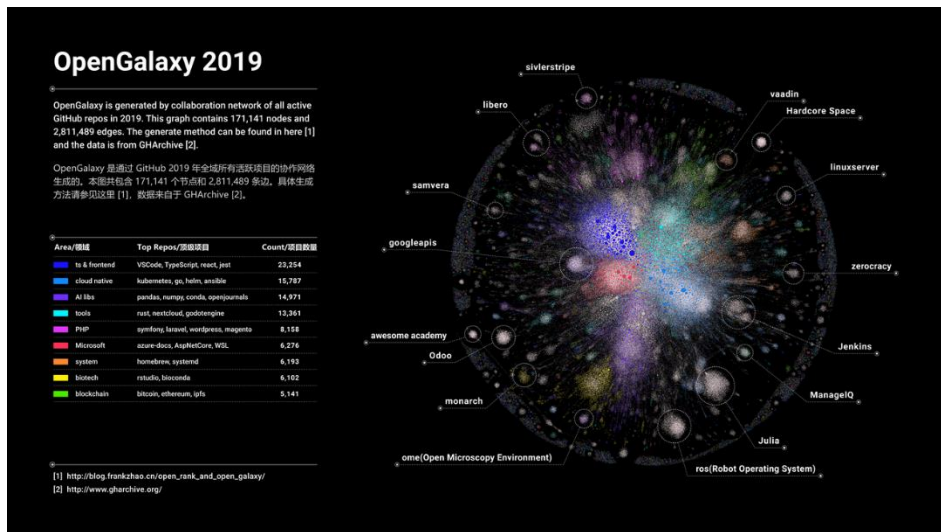 OpenGalaxy 2019
OpenGalaxy is generated by collaboration network of all active
GitHub repos in 2019. This graph contains 171,141 nodes and
2,811,489 edges. The generate method can be found in here [1]
and the data is from GHArchive [2].
OpenGalaxy 是通过 GitHub 2019 年全域所有活跃项目的协作网络
生成的。本图共包含 171,141 个节点和 2,811,489 条边。具体生成
方法请参见这里 [1]，数据来自于 GHArchive [2]。
Area/领域 Top Repos/顶级项目 Count/项目数量
ts & frontend VSCode, TypeScript, react, jest 23,254
cloud native kubernetes, go, helm, ansible 15,787
AI libs pandas, numpy, conda, openjournals 14,971
tools rust, nextcloud, godotengine 13,361
PHP symfony, laravel, wordpress, magento 8,158
Microsoft azure-docs, AspNetCore, WSL 6,276
system homebrew, systemd 6,193
biotech rstudio, bioconda 6,102
blockchain bitcoin, ethereum, ipfs 5,141
[1] http://blog.frankzhao.cn/open_rank_and_open_galaxy/
[2] http://www.gharchive.org/
sivlerstripe
libero
vaadin
Hardcore Space
linuxserver
samvera
googleapis
zerocracy
awesome academy
Odoo
Jenkins
monarch
ManageIQ
Julia
ome(Open Microscopy Environment)
ros(Robot Operating System)